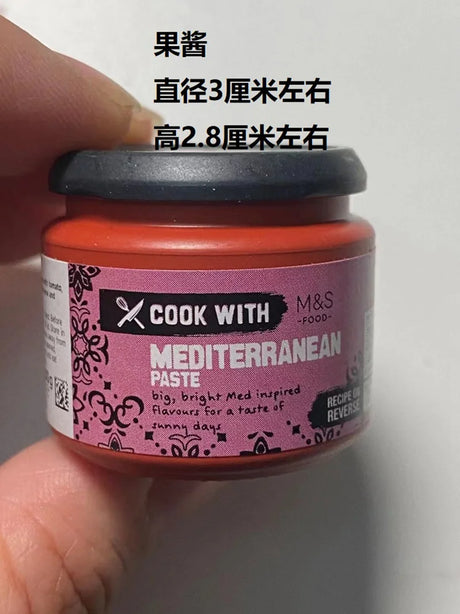 果酱
直径3厘米左右
高2.8厘米左右
COOK WITH
M&S
-FOOD-
MEDITERRANEAN
PASTE
big, bright Med inspired
flavours for a taste of
sunny days
RECIPE ON
REVERSE